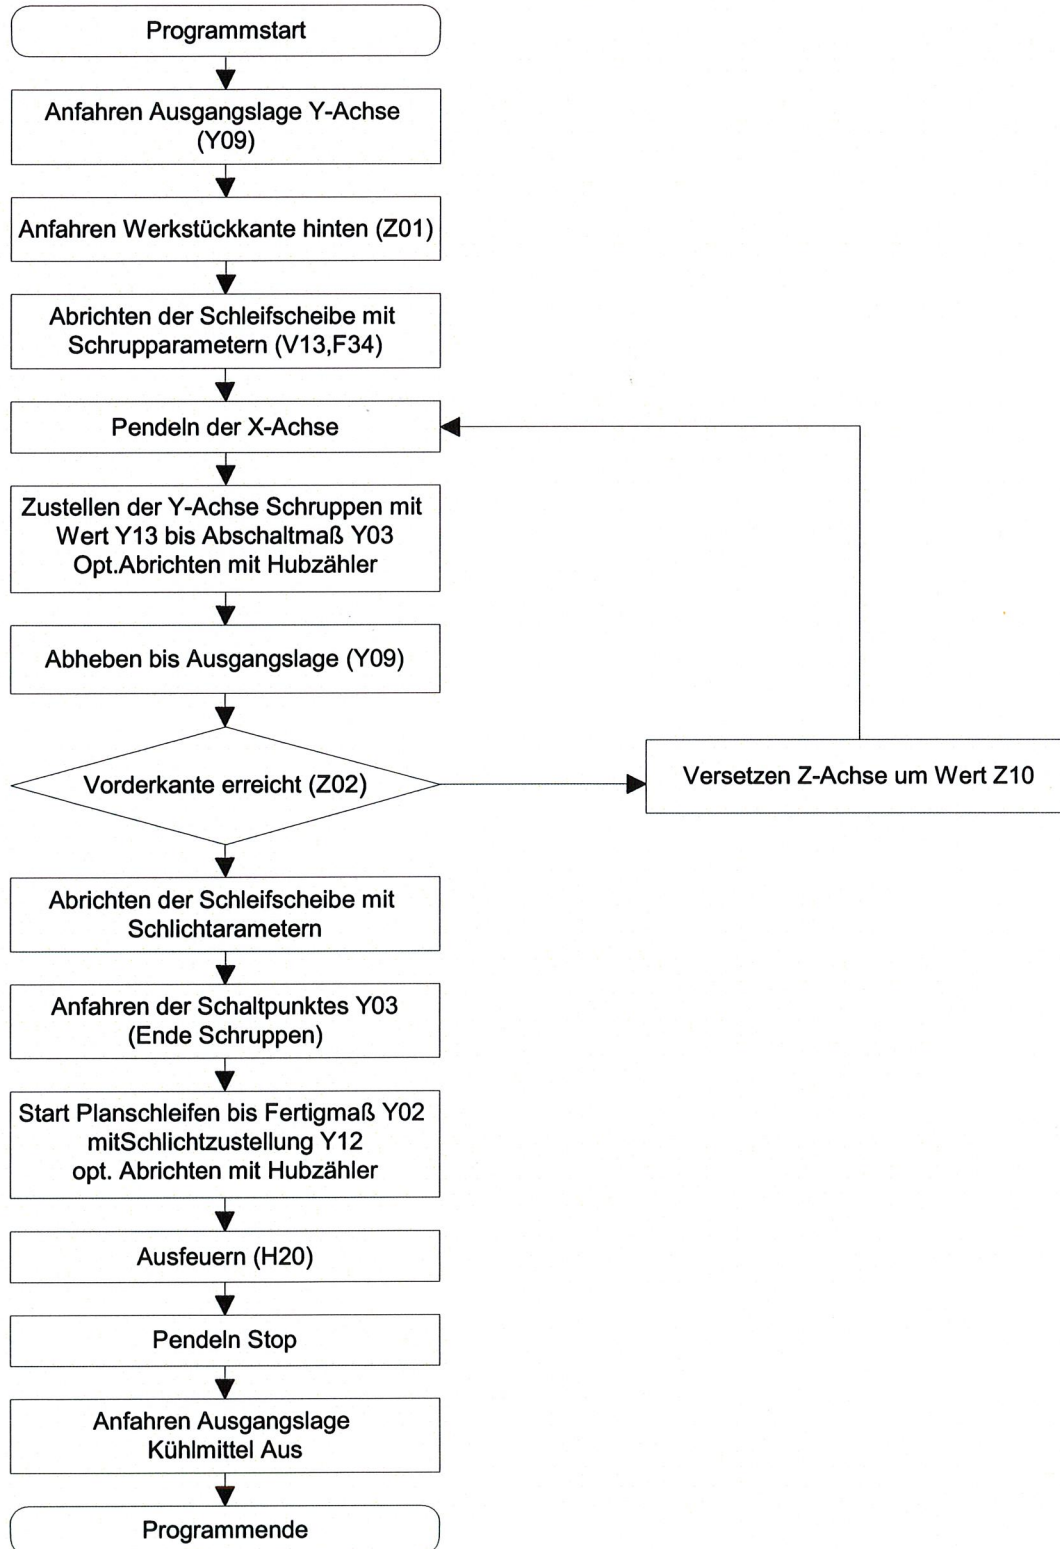 Programmstart
Anfahren Ausgangslage Y-Achse
(Y09)
Anfahren Werkstückkante hinten (Z01)
Abrichten der Schleifscheibe mit
Schrupparametern (V13,F34)
Pendeln der X-Achse
Zustellen der Y-Achse Schruppen mit
Wert Y13 bis Abschaltmaß Y03
Opt.Abrichten mit Hubzähler
Abheben bis Ausgangslage (Y09)
Vorderkante erreicht (Z02)
Versetzen Z-Achse um Wert Z10
Abrichten der Schleifscheibe mit
Schlichtarametern
Anfahren der Schaltpunktes Y03
(Ende Schruppen)
Start Planschleifen bis Fertigmaß Y02
mitSchlichtzustellung Y12
opt. Abrichten mit Hubzähler
Ausfeuern (H20)
Pendeln Stop
Anfahren Ausgangslage
Kühlmittel Aus
Programmende